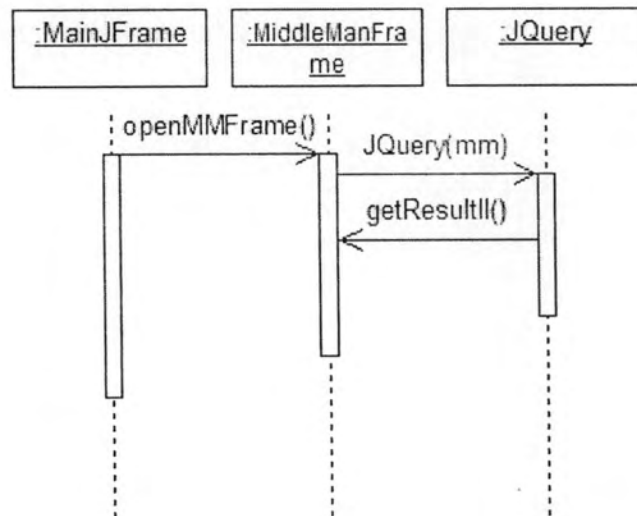 :MainJFrame
:MiddleManFra
me
:JQuery
openMMFrame()
JQuery(mm)
getResultII()